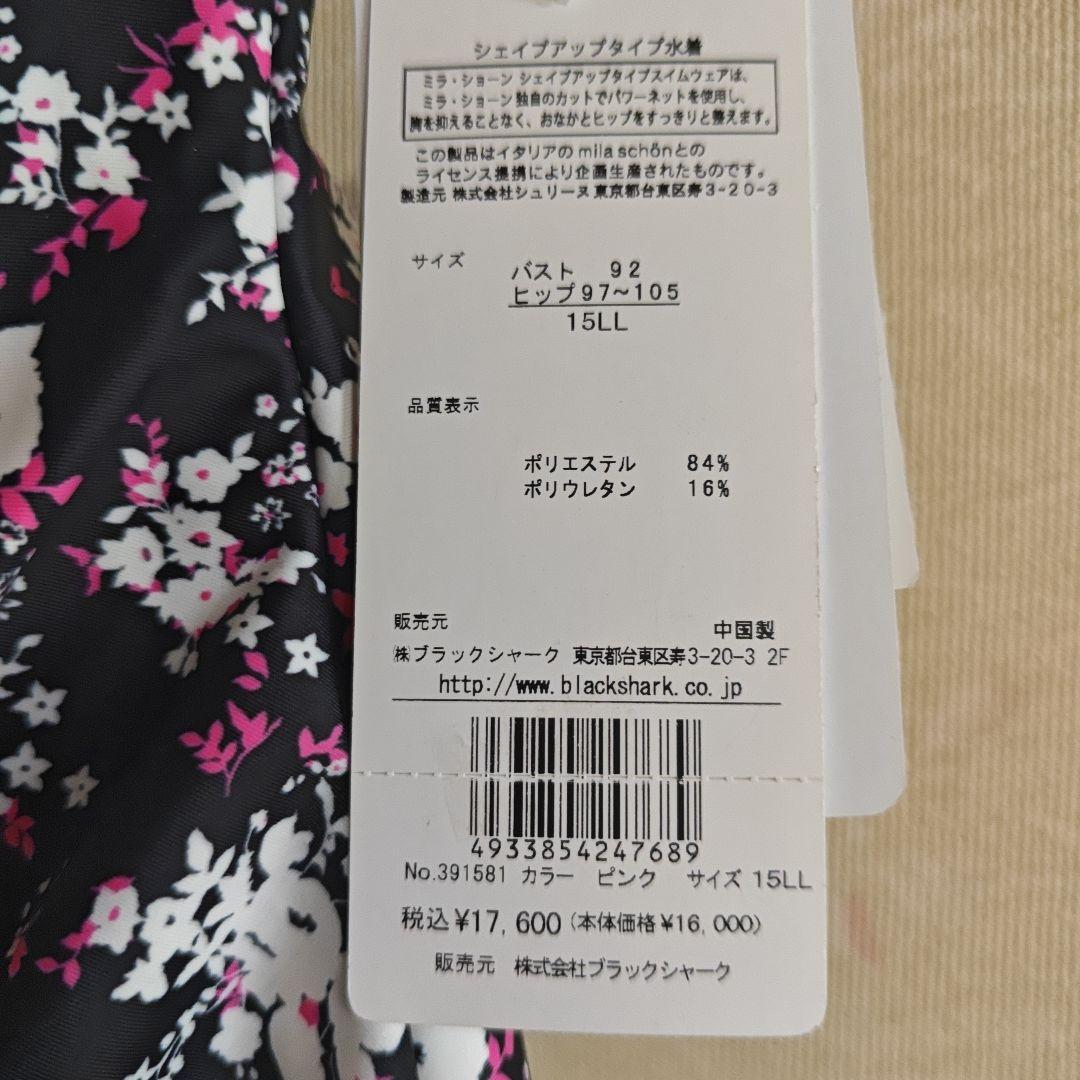 シェイプアップタイプ水着
ミラ・ショーン シェイプアップタイプスイムウェアは、
ミラ・ショーン独自のカットでパワーネットを使用し、
胸を抑えることなく、おなかとヒップをすっきりと整えます。
この製品はイタリアの mila schön との
ライセンス提携により企画生産されたものです。
製造元 株式会社シュリーヌ 東京都台東区寿3-20-3
サイズ
バスト 92
ヒップ97~105
15LL
品質表示
ポリエステル 84%
ポリウレタン 16%
販売元
中国製
㈱ブラックシャーク 東京都台東区寿3-20-3 2F
http://www.blackshark.co.jp
4933854247689
No.391581 カラー ピンク サイズ 15LL
税込¥17,600(本体価格¥16,000)
販売元 株式会社ブラックシャーク